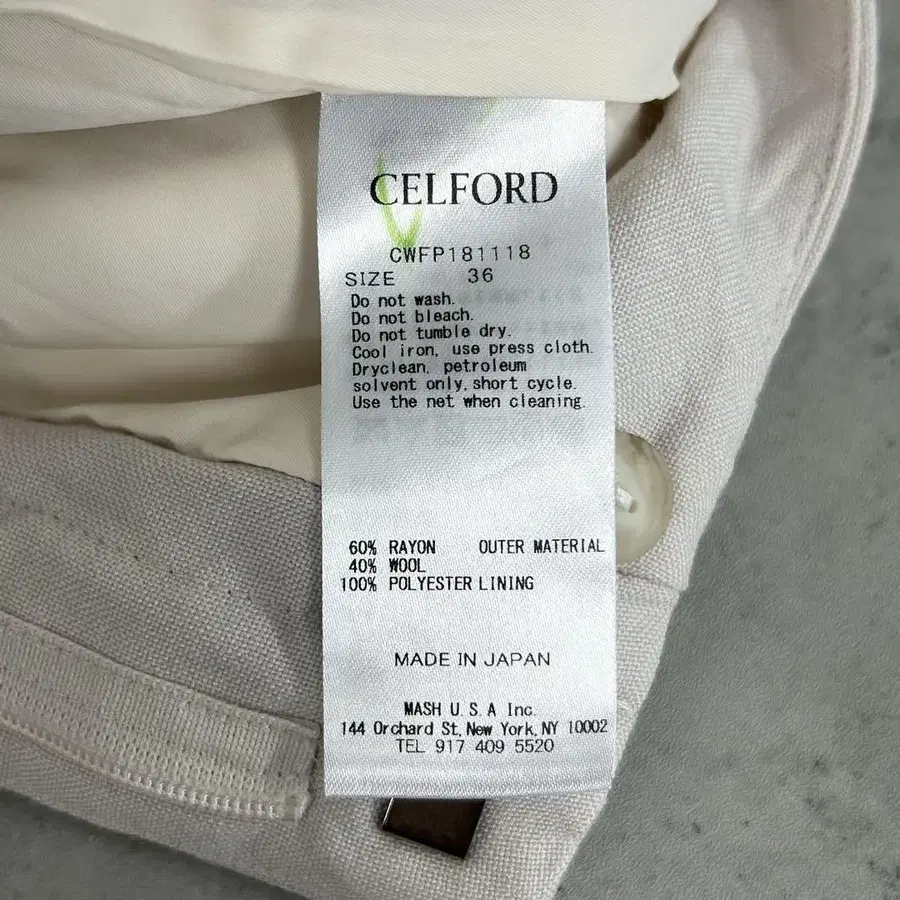 CELFORD
CWFP181118
SIZE 36
Do not wash.
Do not bleach.
Do not tumble dry.
Cool iron, use press cloth.
Dryclean, petroleum
solvent only, short cycle.
Use the net when cleaning.
60% RAYON OUTER MATERIAL
40% WOOL
100% POLYESTER LINING
MADE IN JAPAN
MASH U.S.A Inc.
144 Orchard St, New York, NY 10002
TEL 917 409 5520